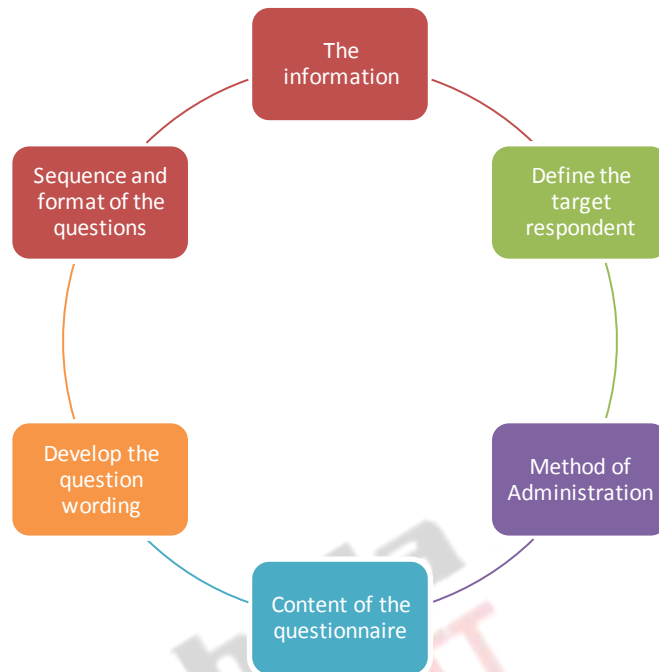 The
information
Define the
target
respondent
Method of
Administration
Content of the
questionnaire
Develop the
question
wording
Sequence and
format of the
questions